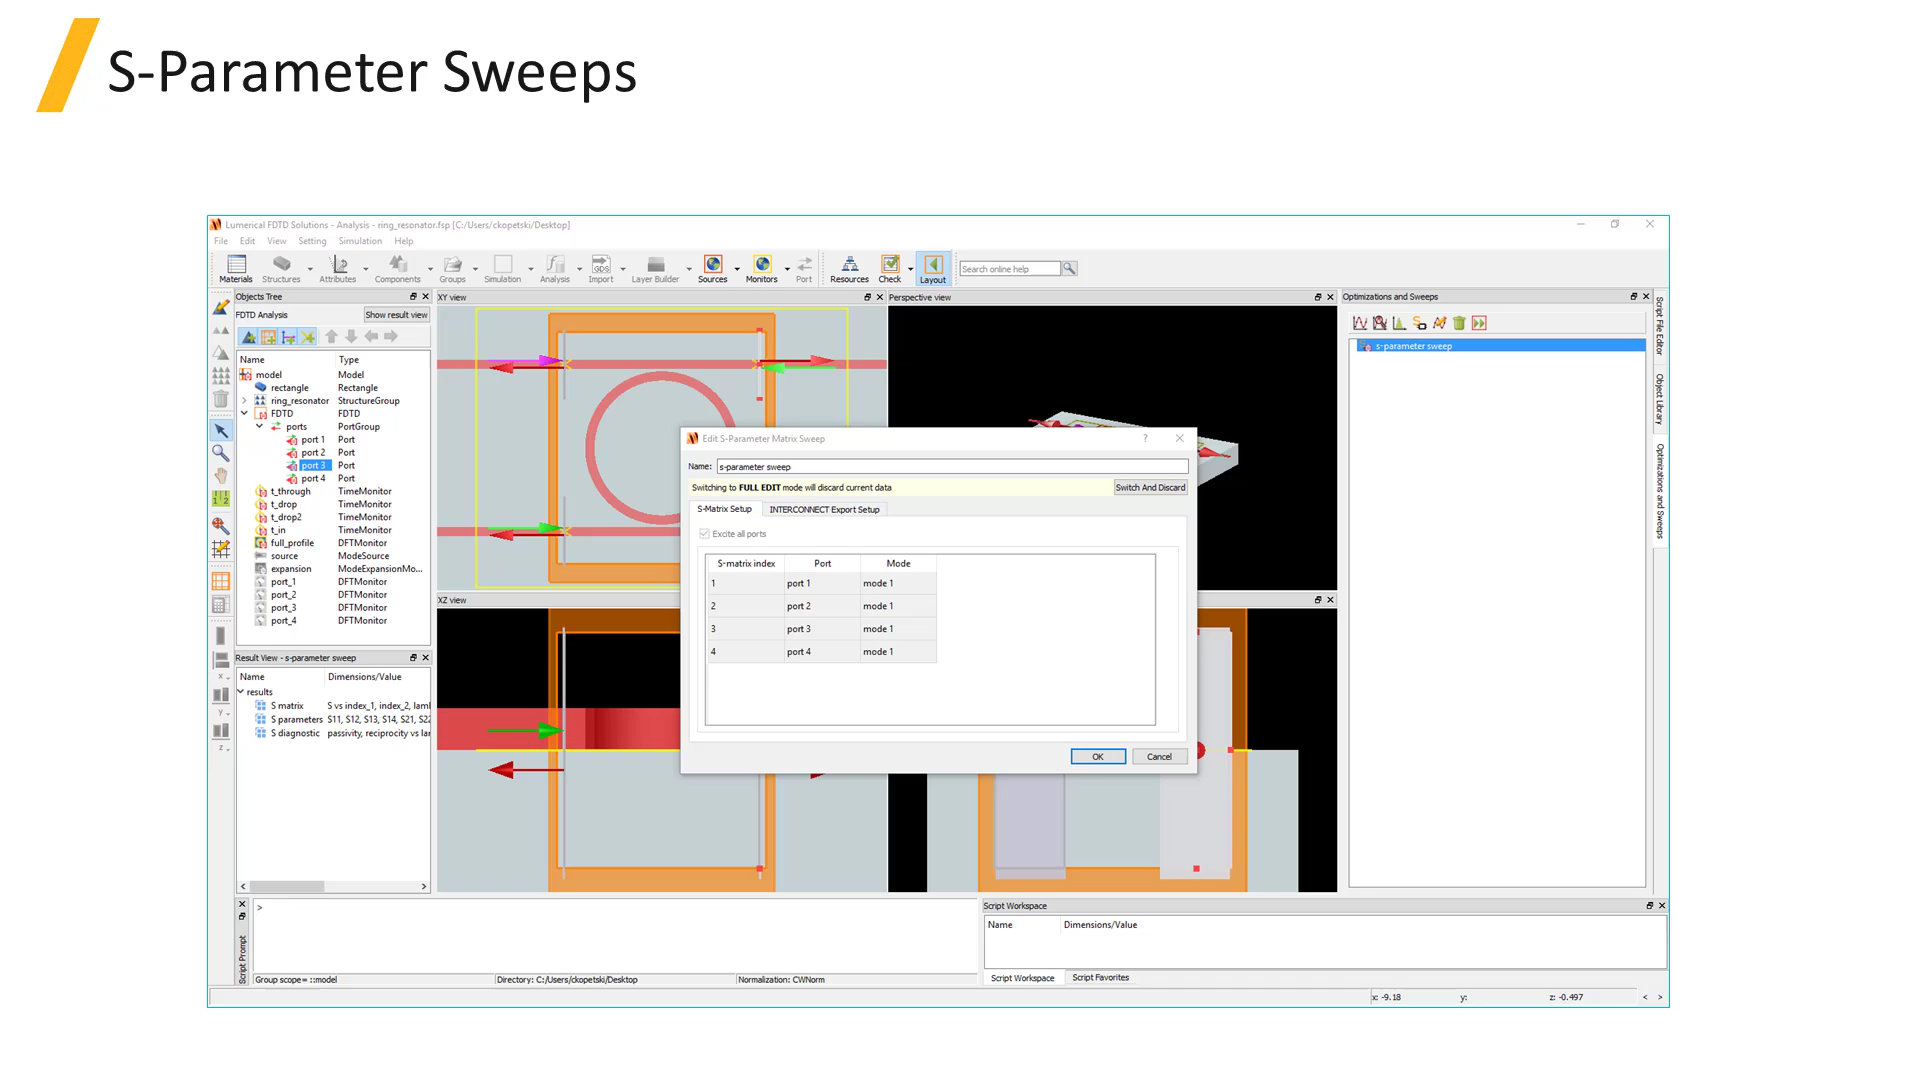 S-Parameter Sweeps
Lumerical FDTD Solutions - Analysis - ring_resonator.fsp [C:/Users/ckopetski/Desktop]
File Edit View Setting Simulation Help
Materials Structures Attributes Components Groups Simulation Analysis Import Layer Builder Sources Monitors Port Resources Check Layout Search online help
Objects Tree
FDTD Analysis Show result view
Name Type
model Model
rectangle Rectangle
ring_resonator StructureGroup
FDTD FDTD
ports PortGroup
port 1 Port
port 2 Port
port 3 Port
port 4 Port
t_through TimeMonitor
t_drop TimeMonitor
t_drop2 TimeMonitor
t_in TimeMonitor
full_profile DFTMonitor
source ModeSource
expansion ModeExpansionMo...
port_1 DFTMonitor
port_2 DFTMonitor
port_3 DFTMonitor
port_4 DFTMonitor
Result View - s-parameter sweep
Name Dimensions/Value
results
S matrix S vs index_1, index_2, laml
S parameters S11, S12, S13, S14, S21, S22
S diagnostic passivity, reciprocity vs lar
x
y
z
XY view
Perspective view
XZ view
Edit S-Parameter Matrix Sweep ?
Name: s-parameter sweep
Switching to FULL EDIT mode will discard current data Switch And Discard
S-Matrix Setup INTERCONNECT Export Setup
Excite all ports
S-matrix index Port Mode
1 port 1 mode 1
2 port 2 mode 1
3 port 3 mode 1
4 port 4 mode 1
OK Cancel
Optimizations and Sweeps
s-parameter sweep
Script File Editor
Object Library
Optimizations and Sweeps
Script Prompt
>
Group scope= ::model Directory: C:/Users/ckopetski/Desktop Normalization: CWNorm
Script Workspace
Name Dimensions/Value
Script Workspace Script Favorites
x: -9.18 y: z: -0.497 < >